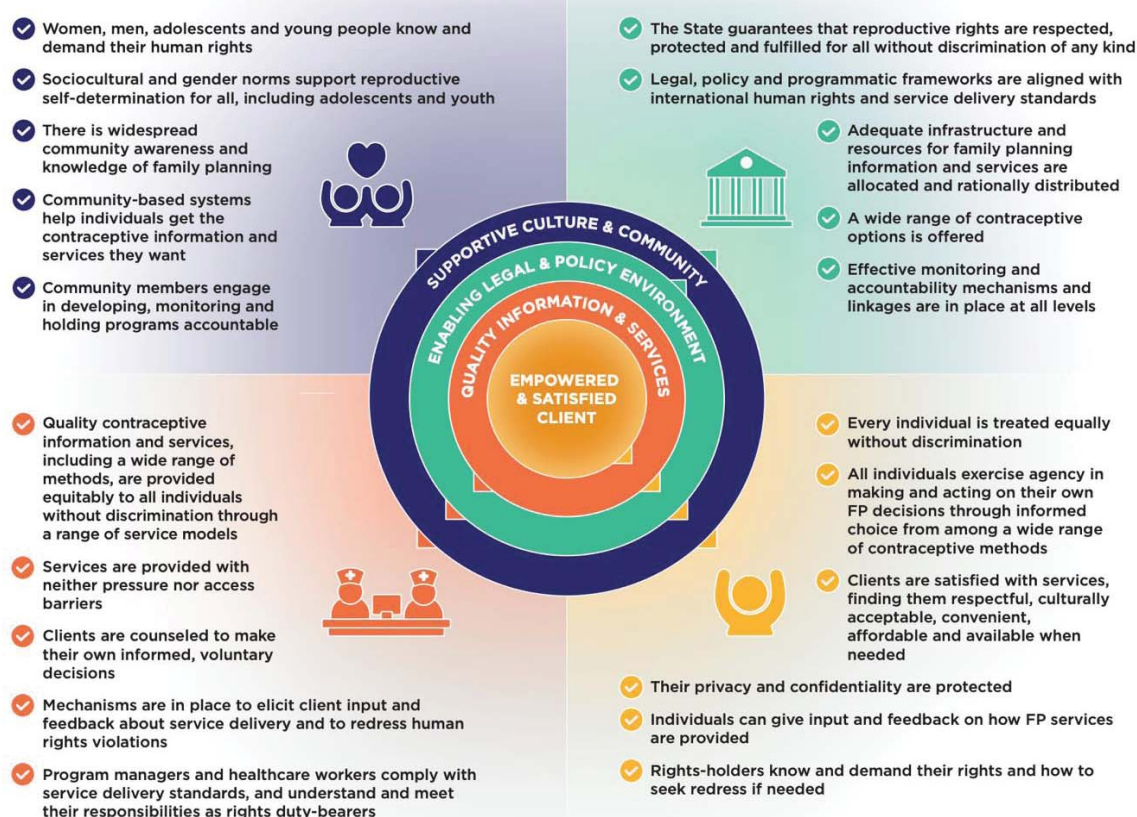 Women, men, adolescents and young people know and
demand their human rights
Sociocultural and gender norms support reproductive
self-determination for all, including adolescents and youth
There is widespread
community awareness and
knowledge of family planning
Community-based systems
help individuals get the
contraceptive information and
services they want
Community members engage
in developing, monitoring and
holding programs accountable
The State guarantees that reproductive rights are respected,
protected and fulfilled for all without discrimination of any kind
Legal, policy and programmatic frameworks are aligned with
international human rights and service delivery standards
Adequate infrastructure and
resources for family planning
information and services are
allocated and rationally distributed
A wide range of contraceptive
options is offered
Effective monitoring and
accountability mechanisms and
linkages are in place at all levels
SUPPORTIVE CULTURE & COMMUNITY
ENABLING LEGAL & POLICY ENVIRONMENT
QUALITY INFORMATION & SERVICES
EMPOWERED
& SATISFIED
CLIENT
Quality contraceptive
information and services,
including a wide range of
methods, are provided
equitably to all individuals
without discrimination through
a range of service models
Services are provided with
neither pressure nor access
barriers
Clients are counseled to make
their own informed, voluntary
decisions
Mechanisms are in place to elicit client input and
feedback about service delivery and to redress human
rights violations
Program managers and healthcare workers comply with
service delivery standards, and understand and meet
their responsibilities as rights duty-bearers
Every individual is treated equally
without discrimination
All individuals exercise agency in
making and acting on their own
FP decisions through informed
choice from among a wide range
of contraceptive methods
Clients are satisfied with services,
finding them respectful, culturally
acceptable, convenient,
affordable and available when
needed
Their privacy and confidentiality are protected
Individuals can give input and feedback on how FP services
are provided
Rights-holders know and demand their rights and how to
seek redress if needed